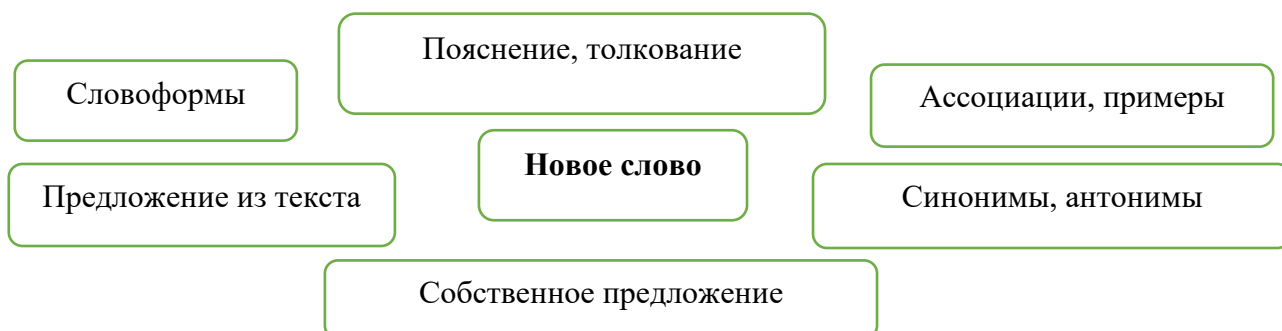 Пояснение, толкование
Словоформы
Ассоциации, примеры
Новое слово
Предложение из текста
Синонимы, антонимы
Собственное предложение